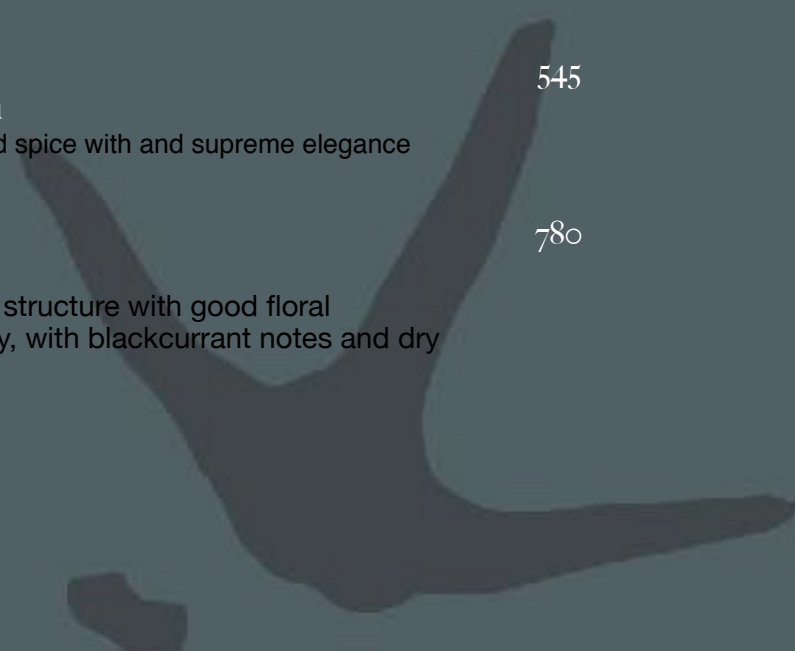 545
spice with and supreme elegance
780
structure with good floral
with blackcurrant notes and dry